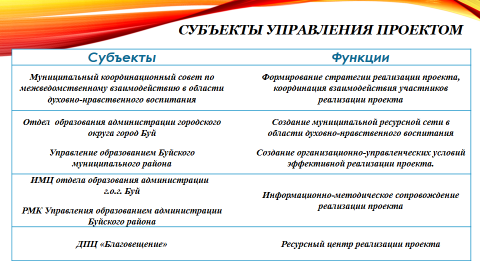 СУБЪЕКТЫ УПРАВЛЕНИЯ ПРОЕКТОМ
Субъекты
Функции
Муниципальный координационный совет по
межведомственному взаимодействию в области
духовно-нравственного воспитания
Формирование стратегии реализации проекта,
координация взаимодействия участников
реализации проекта
Отдел образования администрации городского
округа город Буй
Управление образованием Буйского
муниципального района
Создание муниципальной ресурсной сети в
области духовно-нравственного воспитания
Создание организационно-управленческих условий
эффективной реализации проекта.
ИМЦ отдела образования администрации
г.о.г. Буй
РМК Управления образованием администрации
Буйского района
Информационно-методическое сопровождение
реализации проекта
ДПЦ «Благовещение»
Ресурсный центр реализации проекта